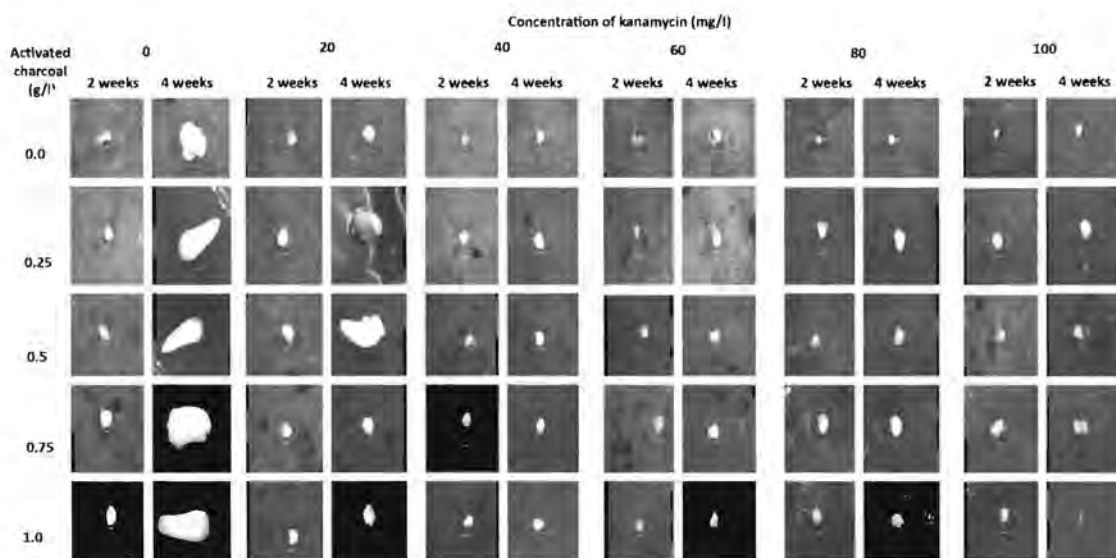 Concentration of kanamycin (mg/l)
Activated charcoal (g/l)
0 20 40 60 80 100
2 weeks 4 weeks 2 weeks 4 weeks 2 weeks 4 weeks 2 weeks 4 weeks 2 weeks 4 weeks 2 weeks 4 weeks
0.0
0.25
0.5
0.75
1.0